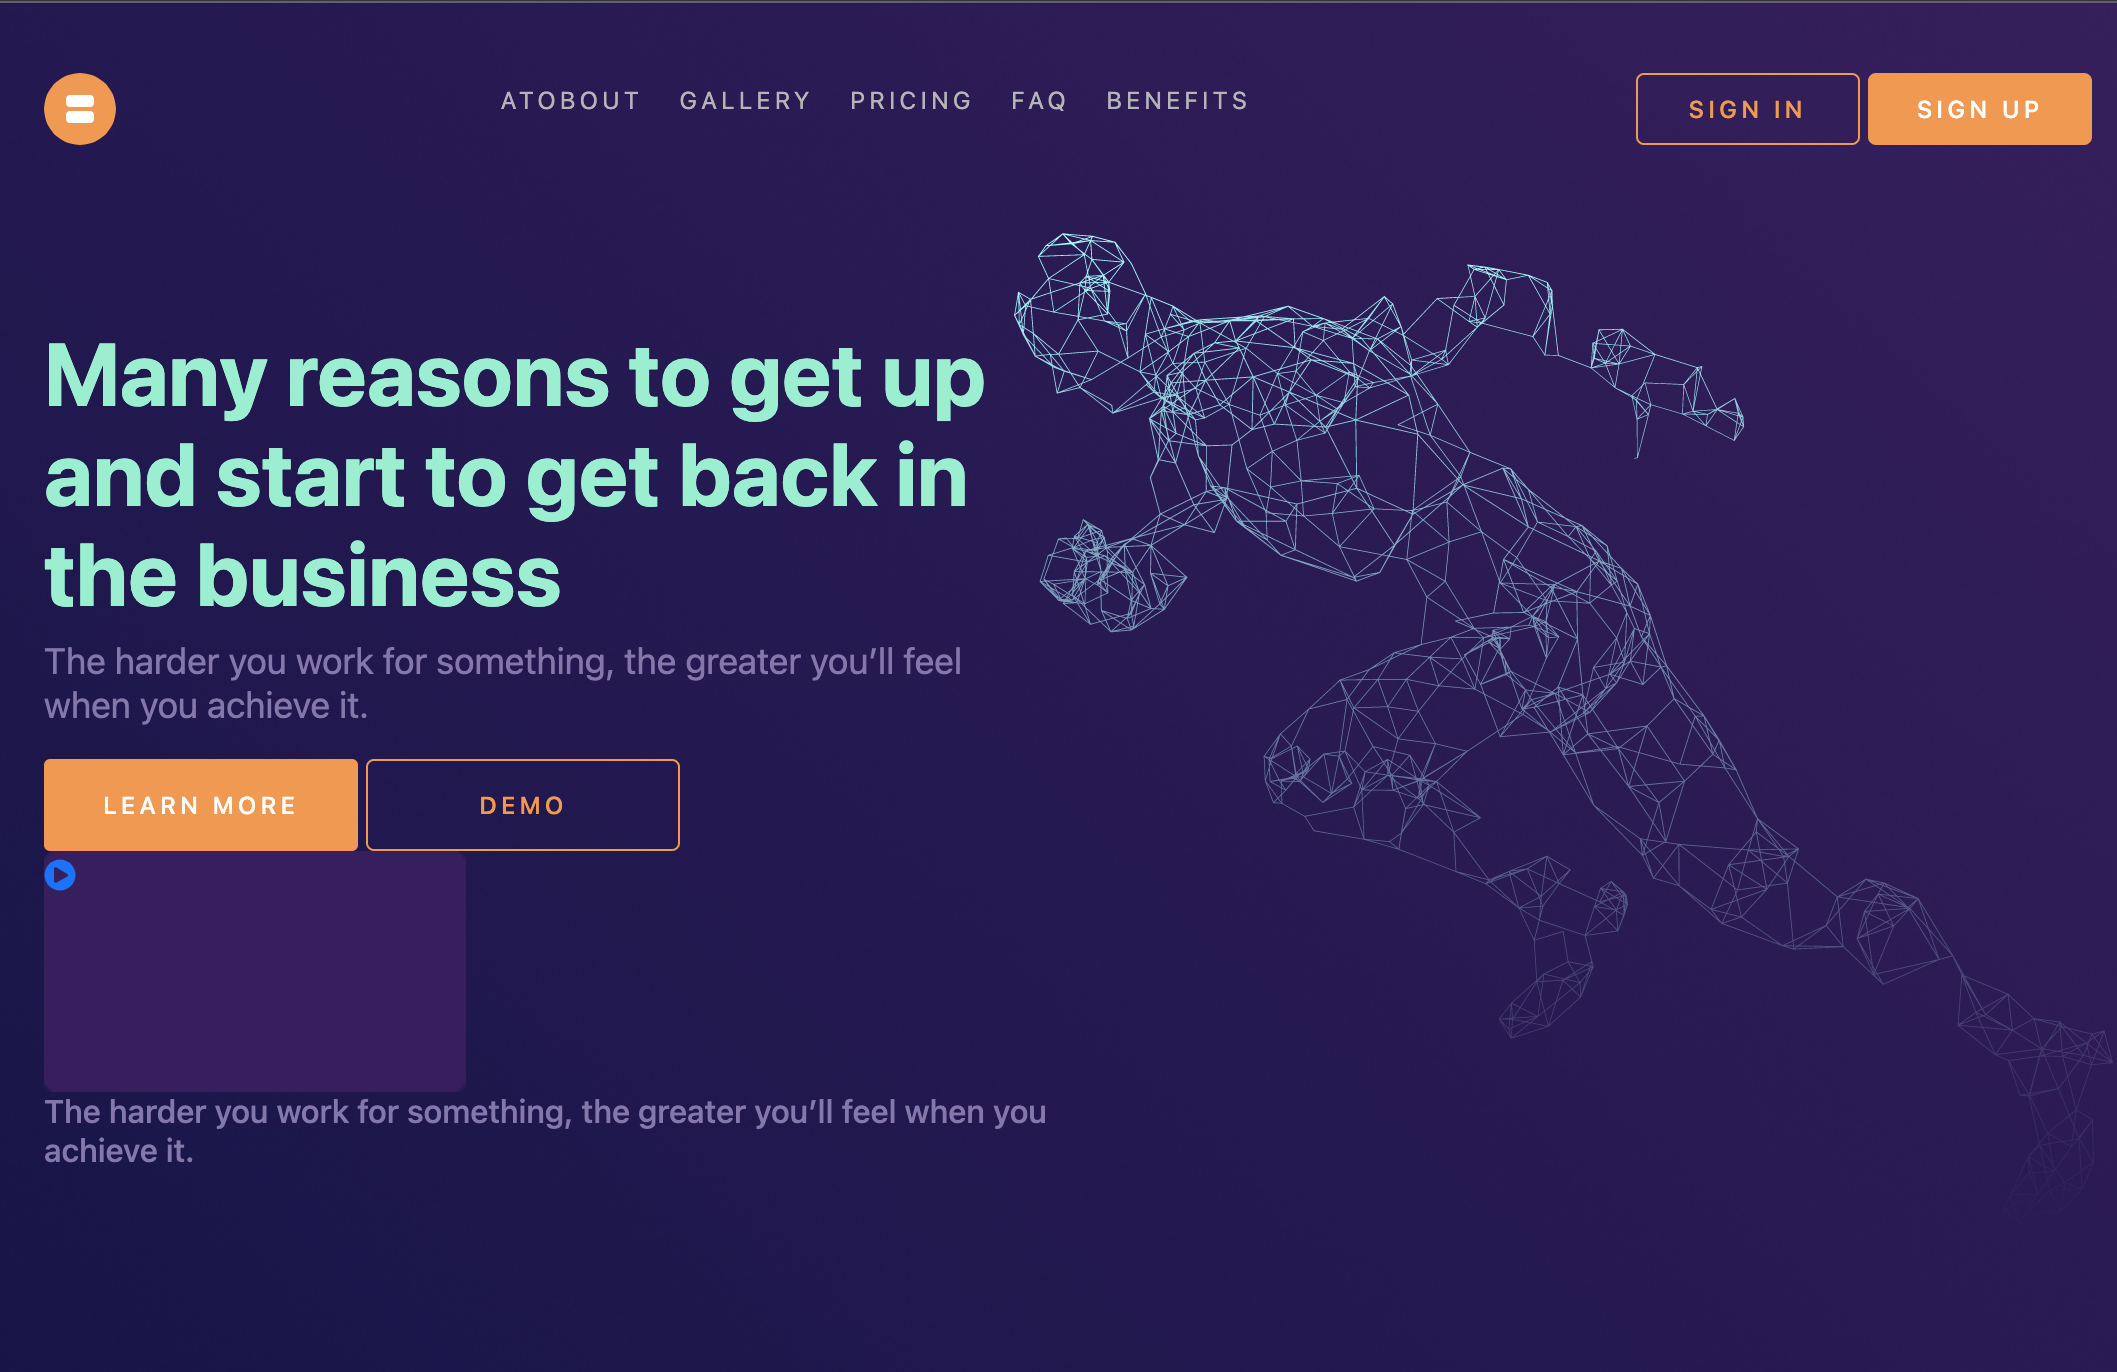 ATOBOUT GALLERY PRICING FAQ BENEFITS SIGN IN SIGN UP
Many reasons to get up
and start to get back in
the business
The harder you work for something, the greater you’ll feel
when you achieve it.
LEARN MORE DEMO
The harder you work for something, the greater you’ll feel when you
achieve it.